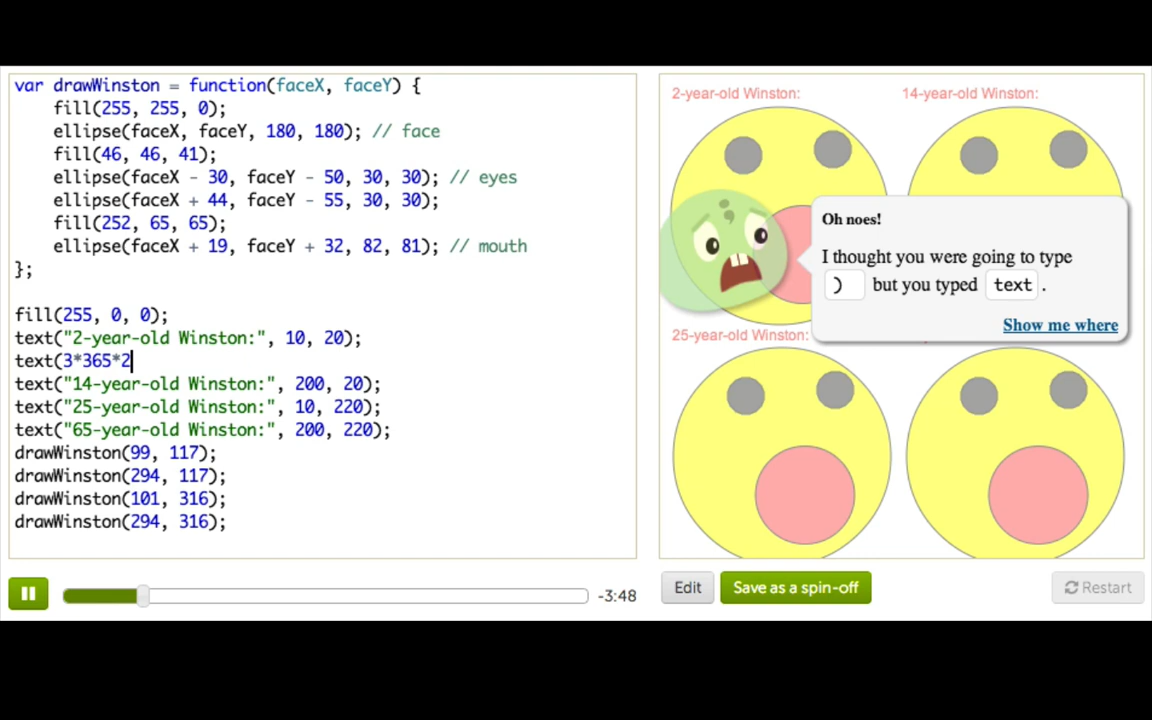 var drawWinston = function(faceX, faceY) {
fill(255, 255, 0);
ellipse(faceX, faceY, 180, 180); // face
fill(46, 46, 41);
ellipse(faceX - 30, faceY - 50, 30, 30); // eyes
ellipse(faceX + 44, faceY - 55, 30, 30);
fill(252, 65, 65);
ellipse(faceX + 19, faceY + 32, 82, 81); // mouth
};
fill(255, 0, 0);
text("2-year-old Winston:", 10, 20);
text(3*365*2
text("14-year-old Winston:", 200, 20);
text("25-year-old Winston:", 10, 220);
text("65-year-old Winston:", 200, 220);
drawWinston(99, 117);
drawWinston(294, 117);
drawWinston(101, 316);
drawWinston(294, 316);
-3:48
2-year-old Winston:
14-year-old Winston:
Oh noes!
I thought you were going to type
) but you typed text .
Show me where
25-year-old Winston:
Edit
Save as a spin-off
Restart